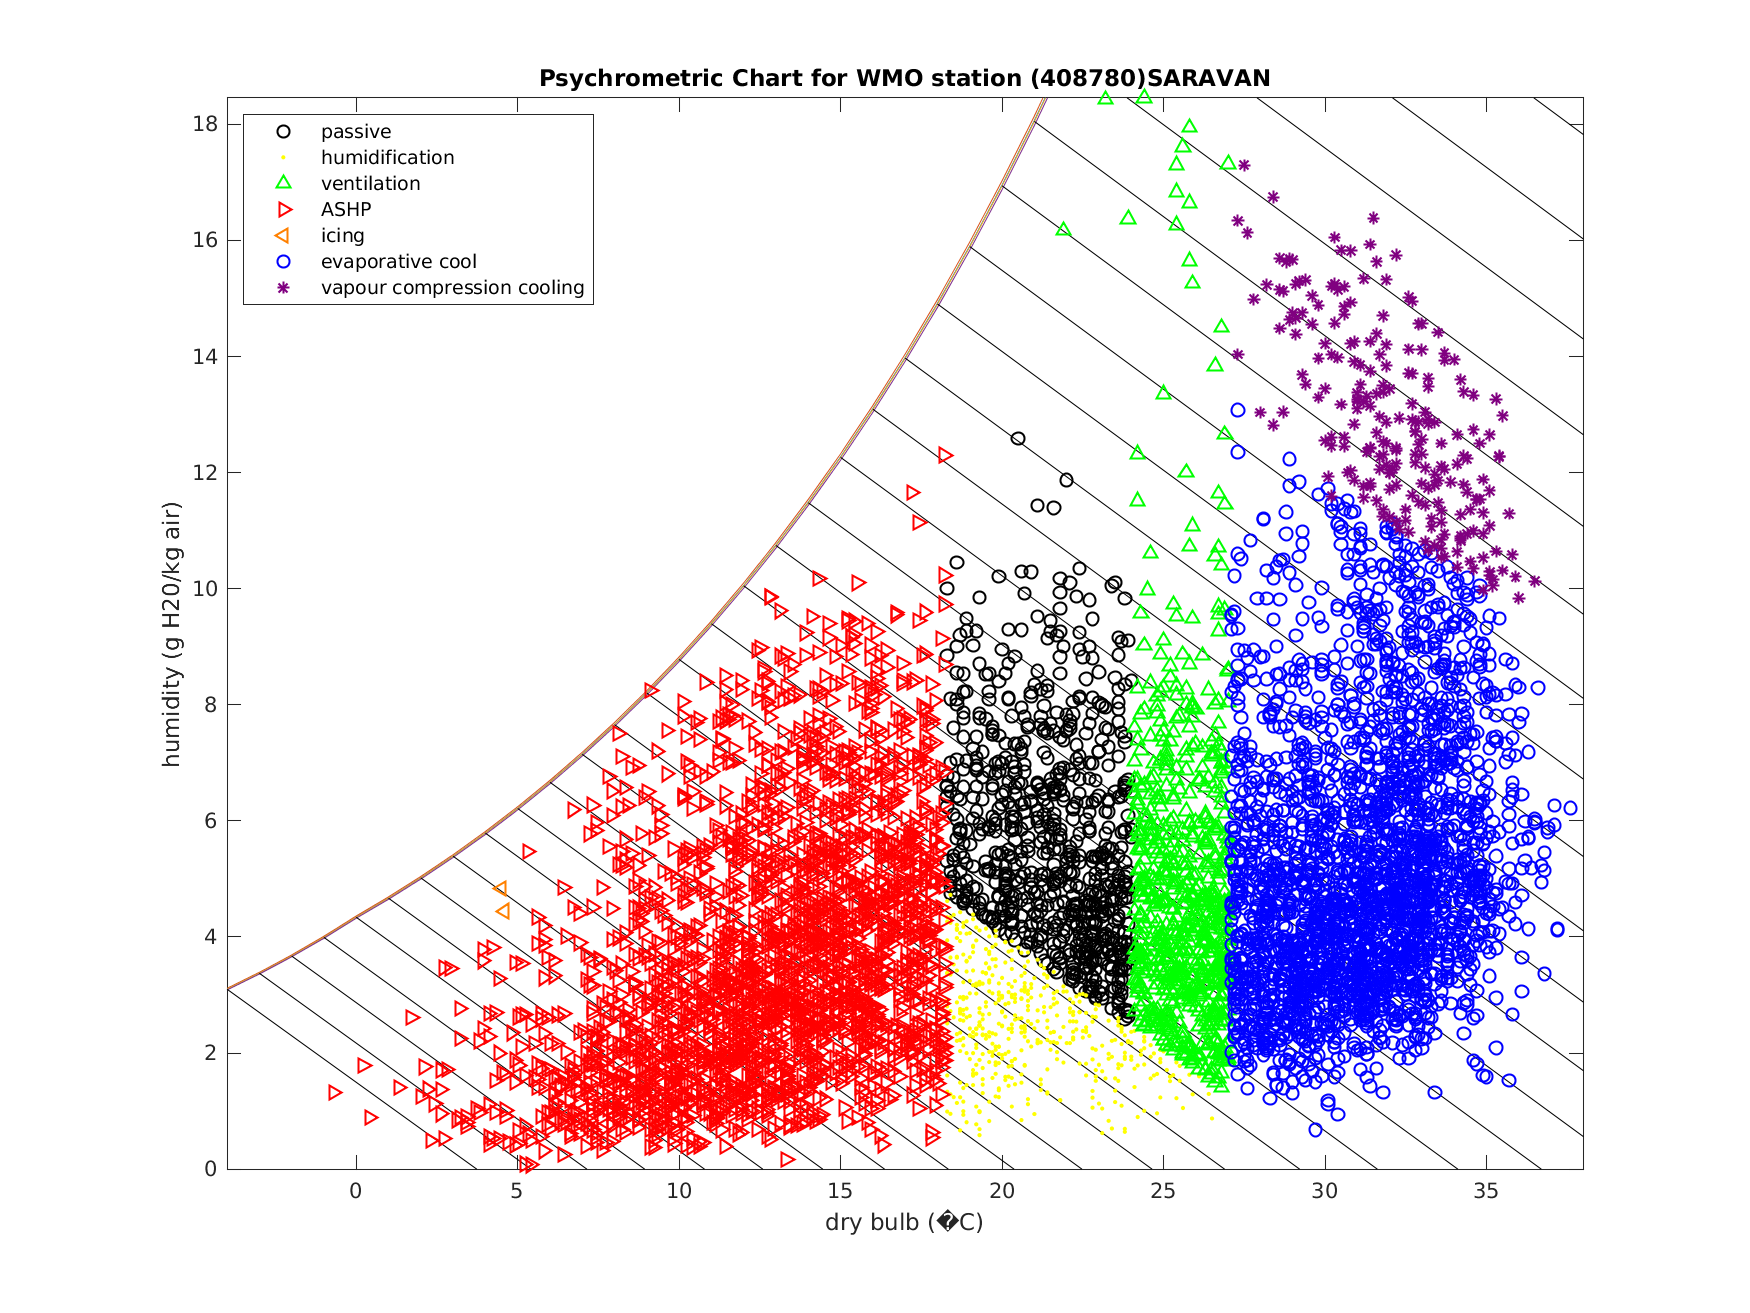 Psychrometric Chart for WMO station (408780)SARAVAN
passive
humidification
ventilation
ASHP
icing
evaporative cool
vapour compression cooling
18
16
14
12
10
8
6
4
2
0
humidity (g H20/kg air)
0 5 10 15 20 25 30 35
dry bulb (�C)